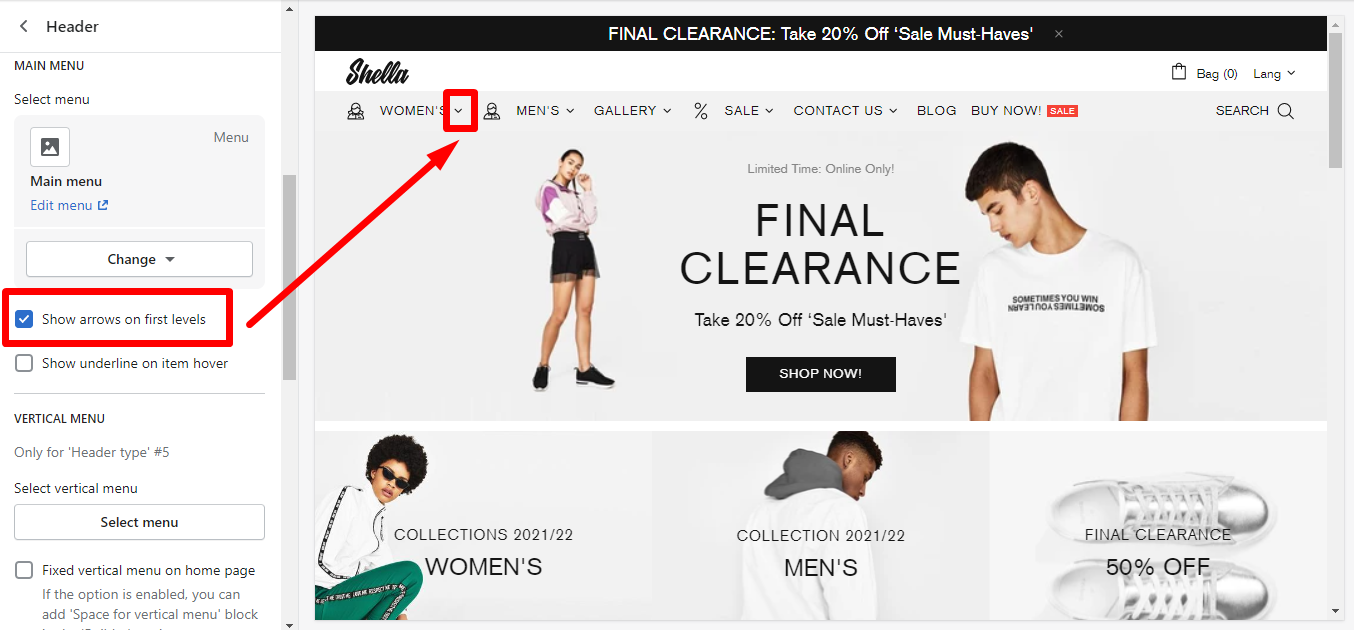 Header
MAIN MENU
Select menu
Menu
Main menu
Edit menu
Change
Show arrows on first levels
Show underline on item hover
VERTICAL MENU
Only for 'Header type' #5
Select vertical menu
Select menu
Fixed vertical menu on home page
If the option is enabled, you can
add 'Space for vertical menu' block
FINAL CLEARANCE: Take 20% Off ‘Sale Must-Haves’ ×
Shella
Bag (0) Lang
WOMEN'S MEN'S GALLERY % SALE CONTACT US BLOG BUY NOW! SALE SEARCH
Limited Time: Online Only!
FINAL
CLEARANCE
Take 20% Off ‘Sale Must-Haves’
SHOP NOW!
SOMETIMES YOU WIN
SOMETIMES YOU LEARN
COLLECTIONS 2021/22
WOMEN'S
COLLECTION 2021/22
MEN'S
FINAL CLEARANCE
50% OFF